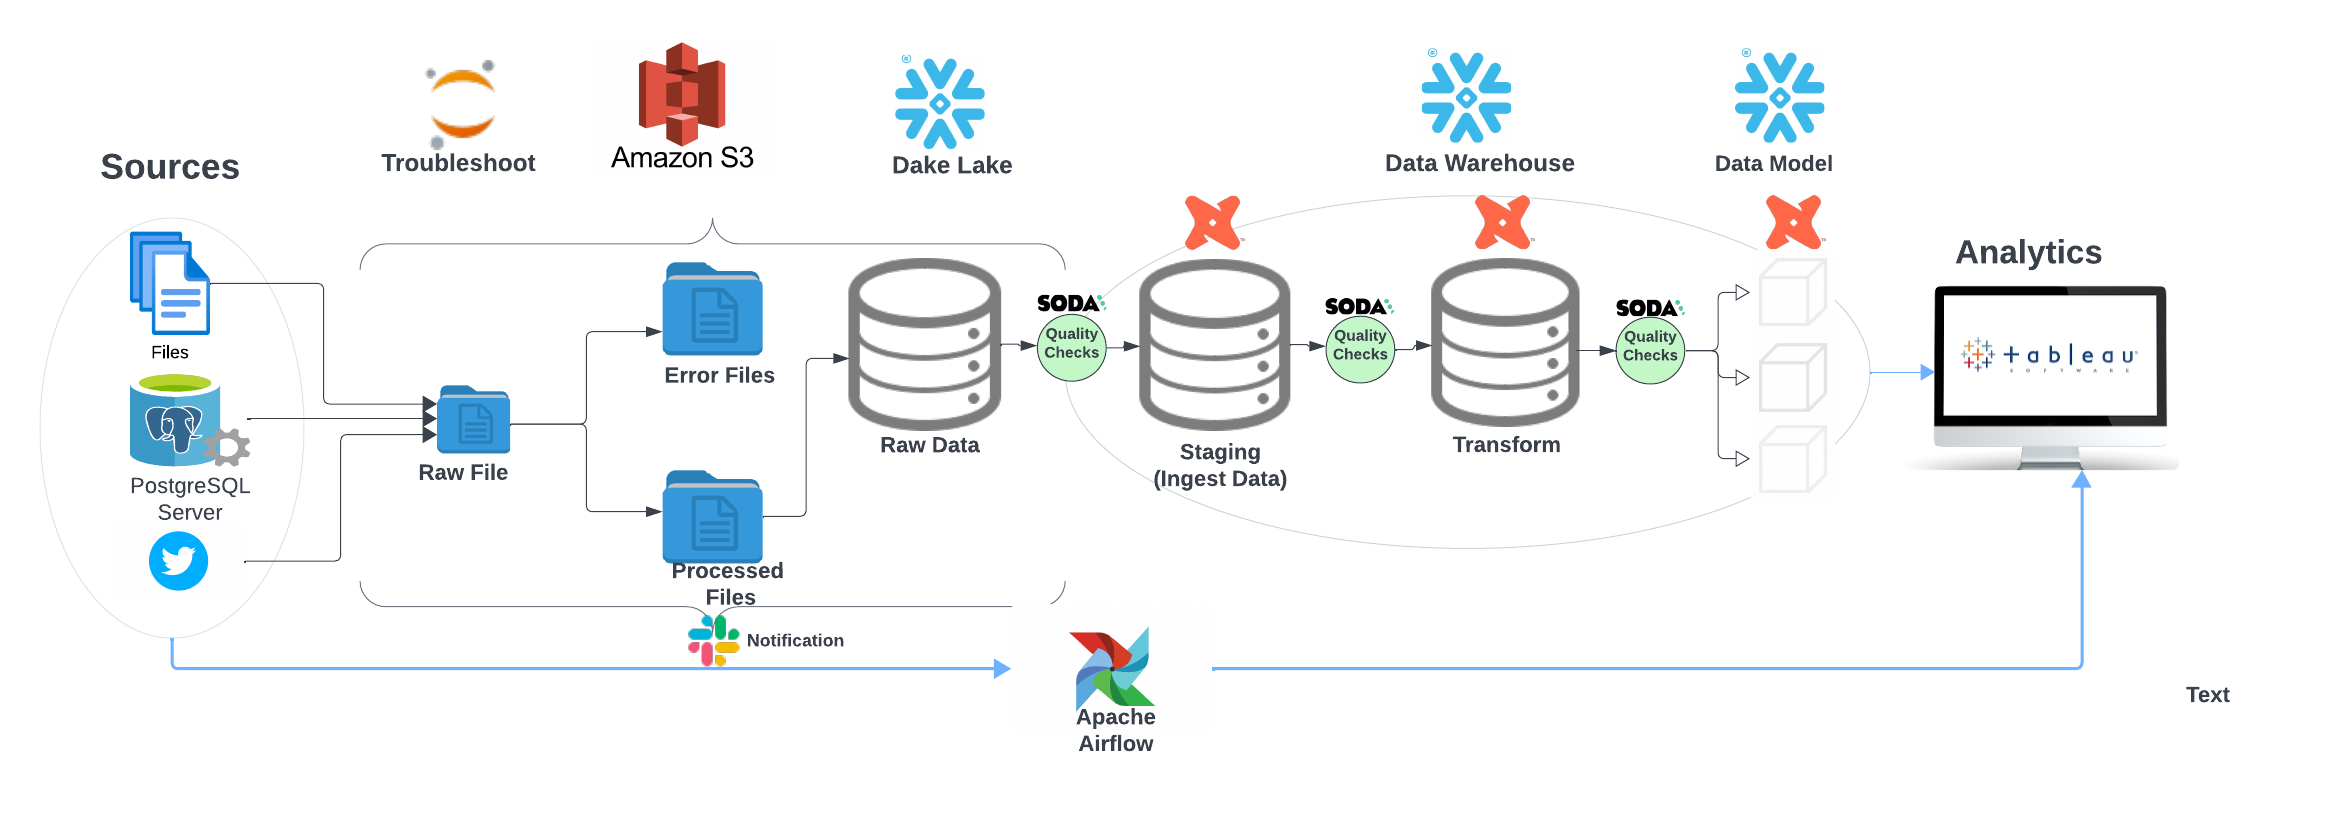 Sources
Troubleshoot
Amazon S3
Dake Lake
Data Warehouse
Data Model
Files
PostgreSQL
Server
Raw File
Error Files
Processed
Files
Raw Data
SODA
Quality
Checks
Staging
(Ingest Data)
SODA
Quality
Checks
Transform
SODA
Quality
Checks
Analytics
+ableau
SOFTWARE
Notification
Apache
Airflow
Text